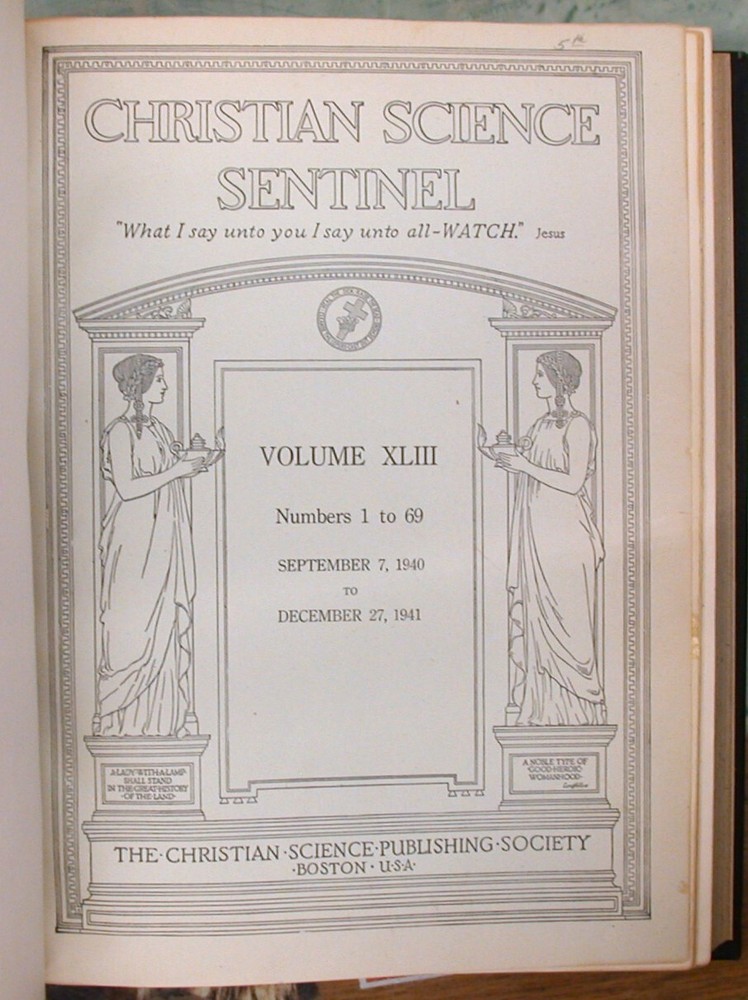 5th
CHRISTIAN SCIENCE
SENTINEL
"What I say unto you I say unto all-WATCH." Jesus
VOLUME XLIII
Numbers 1 to 69
SEPTEMBER 7, 1940
TO
DECEMBER 27, 1941
A·LADY·WITH·A·LAMP·
SHALL STAND
IN THE·GREAT·HISTORY
·OF THE·LAND·
A NOBLE TYPE OF
·GOOD·HEROIC·
WOMANHOOD·
Longfellow
THE·CHRISTIAN·SCIENCE·PUBLISHING·SOCIETY
·BOSTON·U·S·A·